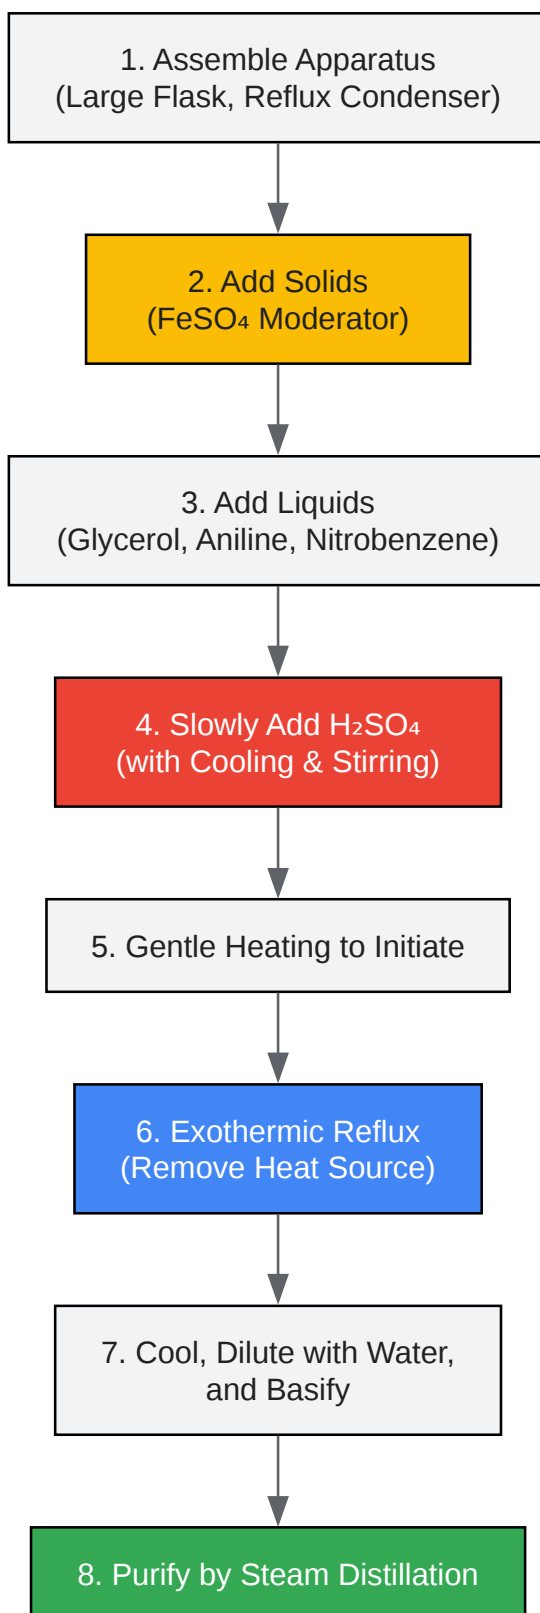 1. Assemble Apparatus
(Large Flask, Reflux Condenser)
2. Add Solids
(FeSO₄ Moderator)
3. Add Liquids
(Glycerol, Aniline, Nitrobenzene)
4. Slowly Add H₂SO₄
(with Cooling & Stirring)
5. Gentle Heating to Initiate
6. Exothermic Reflux
(Remove Heat Source)
7. Cool, Dilute with Water,
and Basify
8. Purify by Steam Distillation